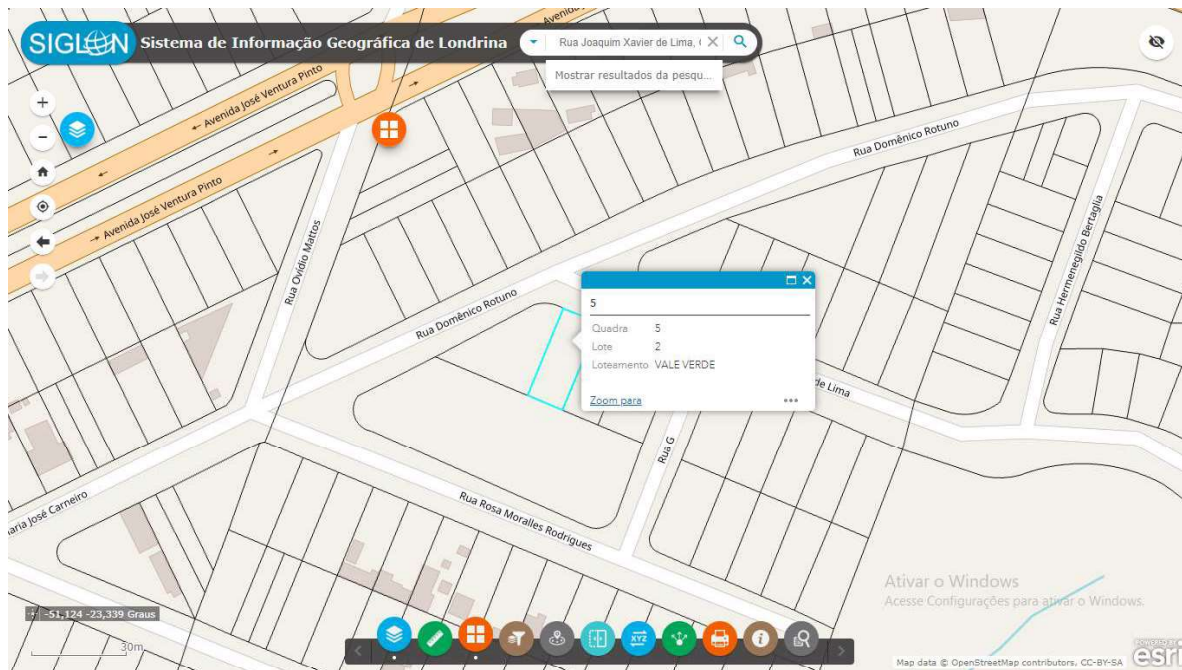 SIGLON Sistema de Informação Geográfica de Londrina
Rua Joaquim Xavier de Lima,
Mostrar resultados da pesqu...
Avenida José Ventura Pinto
Avenida José Ventura Pinto
Rua Domênico Rotuno
Rua Ovídio Mattos
Rua Hermenegildo Bertaglia
Rua Domênico Rotuno
5
Quadra 5
Lote 2
Loteamento VALE VERDE
Zoom para
de Lima
Rua G
Rua Rosa Moralles Rodrigues
aria José Carneiro
Ativar o Windows
Acesse Configurações para ativar o Windows.
-51,124 -23,339 Graus
30m
XYZ
Map data © OpenStreetMap contributors, CC-BY-SA
POWERED BY
esri